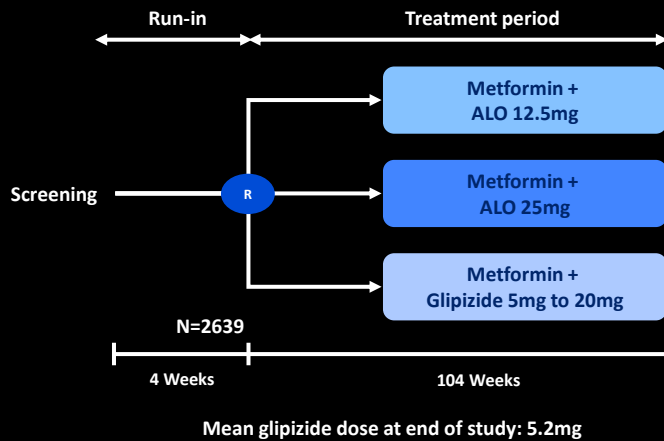 Run-in
Treatment period
Metformin +
ALO 12.5mg
Screening
R
Metformin +
ALO 25mg
Metformin +
Glipizide 5mg to 20mg
N=2639
4 Weeks
104 Weeks
Mean glipizide dose at end of study: 5.2mg